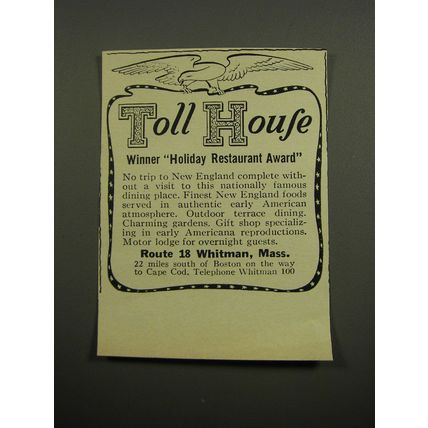 Toll Houſe
Winner "Holiday Restaurant Award"
No trip to New England complete with-
out a visit to this nationally famous
dining place. Finest New England foods
served in authentic early American
atmosphere. Outdoor terrace dining.
Charming gardens. Gift shop specializ-
ing in early Americana reproductions.
Motor lodge for overnight guests.
Route 18 Whitman, Mass.
22 miles south of Boston on the way
to Cape Cod. Telephone Whitman 100